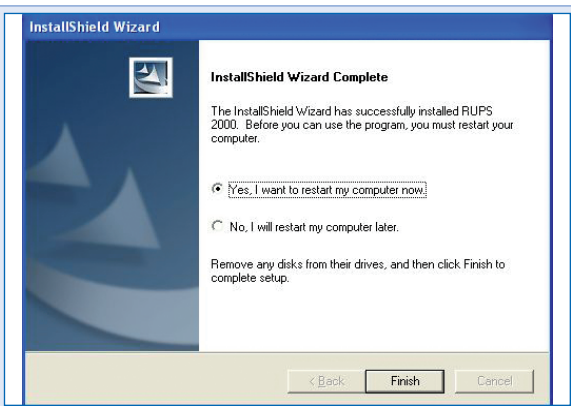 InstallShield Wizard
InstallShield Wizard Complete
The InstallShield Wizard has successfully installed RUPS
2000. Before you can use the program, you must restart your
computer.
Yes, I want to restart my computer now.
No, I will restart my computer later.
Remove any disks from their drives, and then click Finish to
complete setup.
< Back Finish Cancel